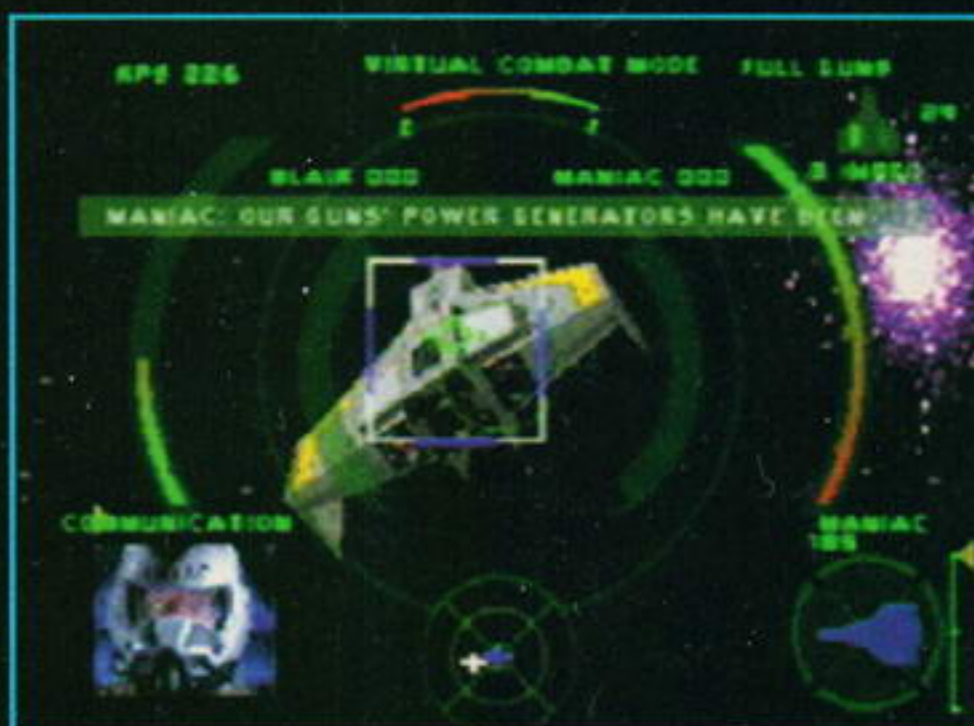 KPS 226
VIRTUAL COMBAT MODE
FULL GUNS
24
BLAIR 000
MANIAC 000
MANIAC: OUR GUNS' POWER GENERATORS HAVE BEEN
COMMUNICATION
MANIAC